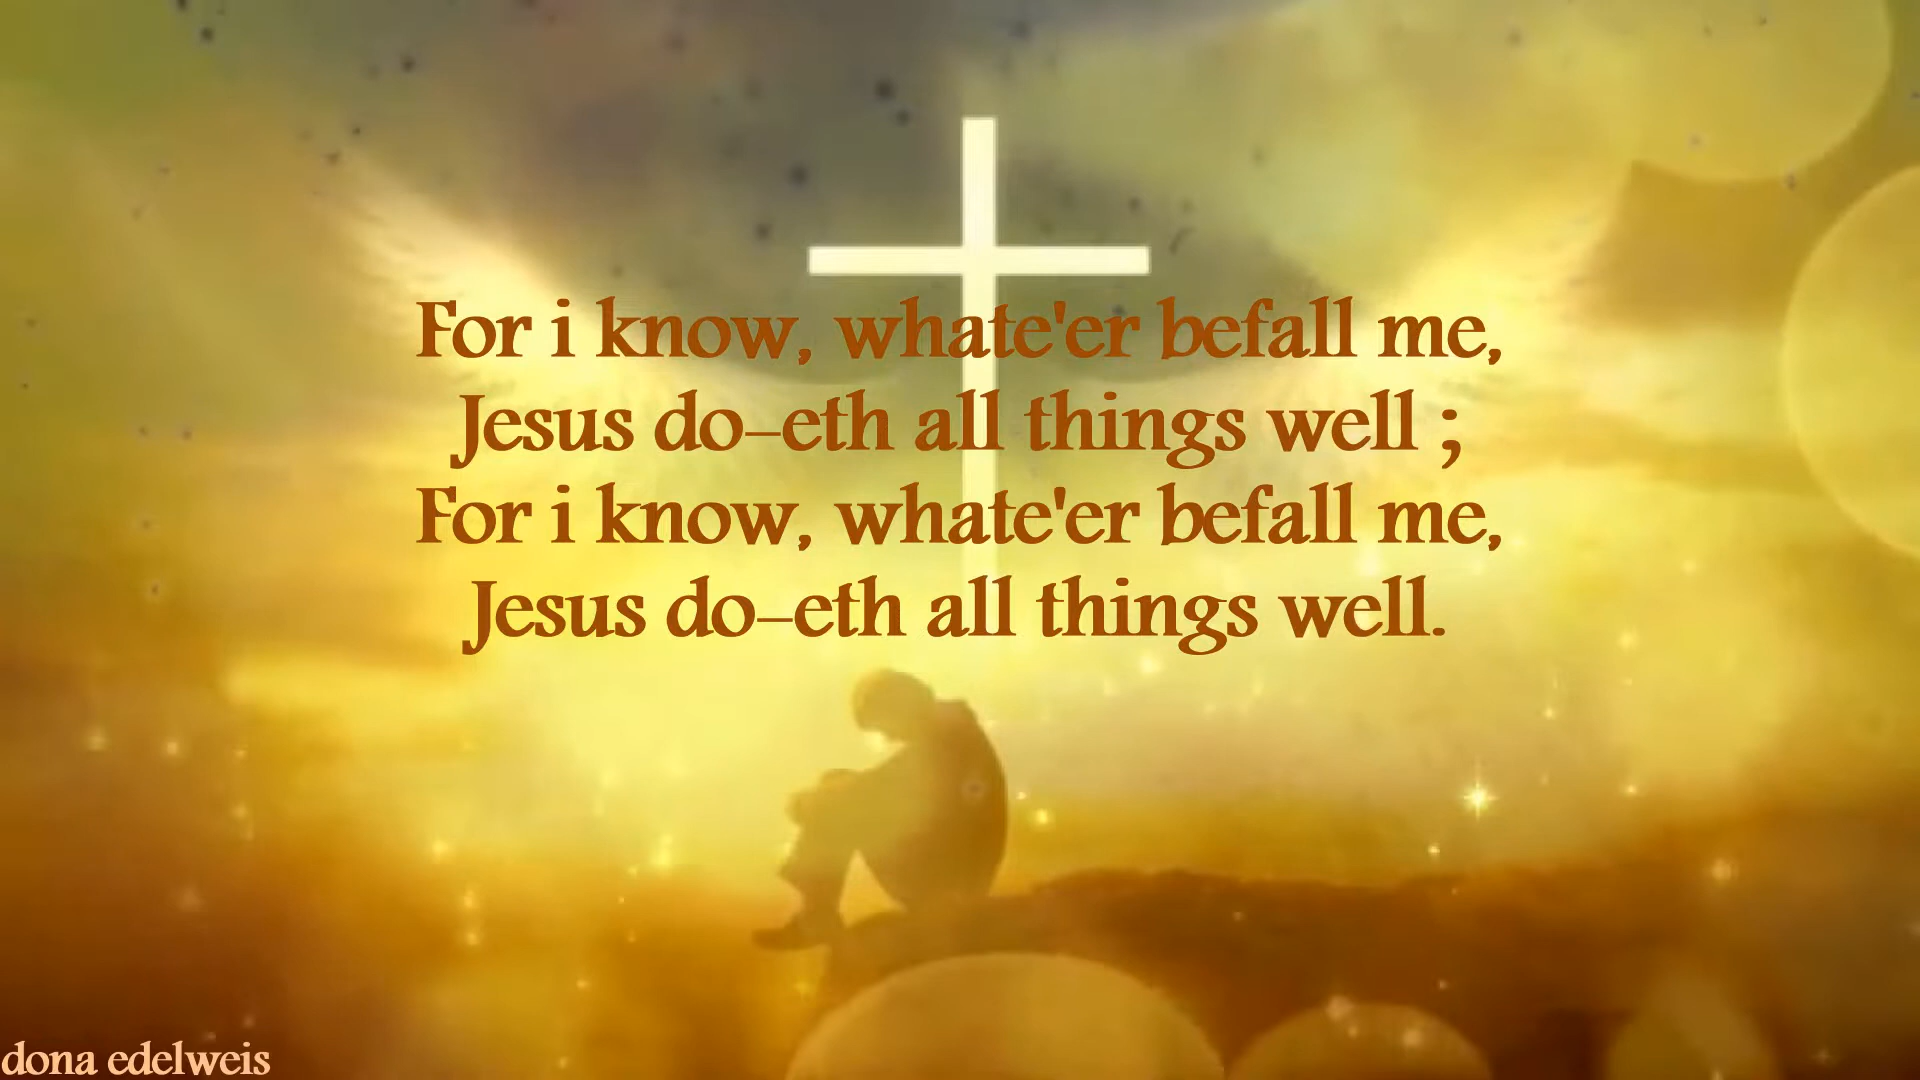 For i know, whate'er befall me,
Jesus do-eth all things well ;
For i know, whate'er befall me,
Jesus do-eth all things well.
dona edelweis